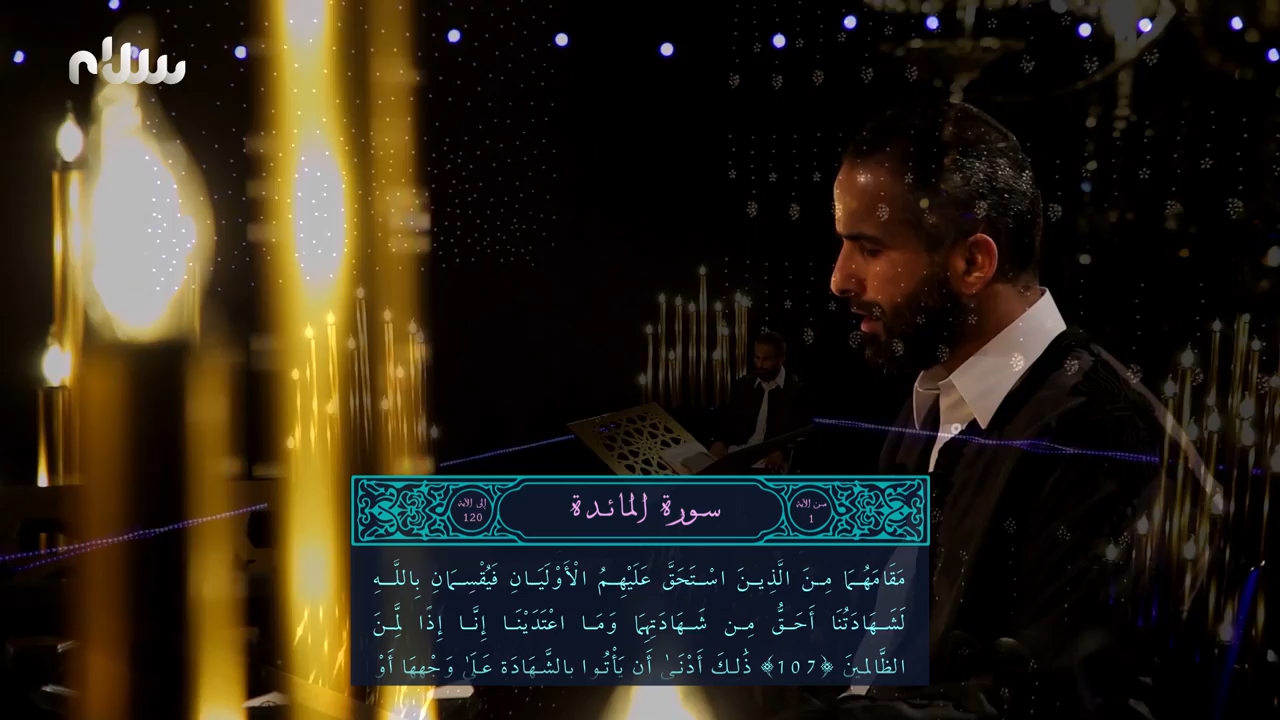 سلام
سورة المائدة
من الآية
1
إلى الآية
120
مَقَامَهُمَا مِنَ الَّذِينَ اسْتَحَقَّ عَلَيْهِمُ الْأَوْلَيَانِ فَيُقْسِمَانِ بِاللَّهِ
لَشَهَادَتُنَا أَحَقُّ مِن شَهَادَتِهِمَا وَمَا اعْتَدَيْنَا إِنَّا إِذًا لَّمِنَ
الظَّالِمِينَ ﴿107﴾ ذَٰلِكَ أَدْنَىٰ أَن يَأْتُوا بِالشَّهَادَةِ عَلَىٰ وَجْهِهَا أَوْ